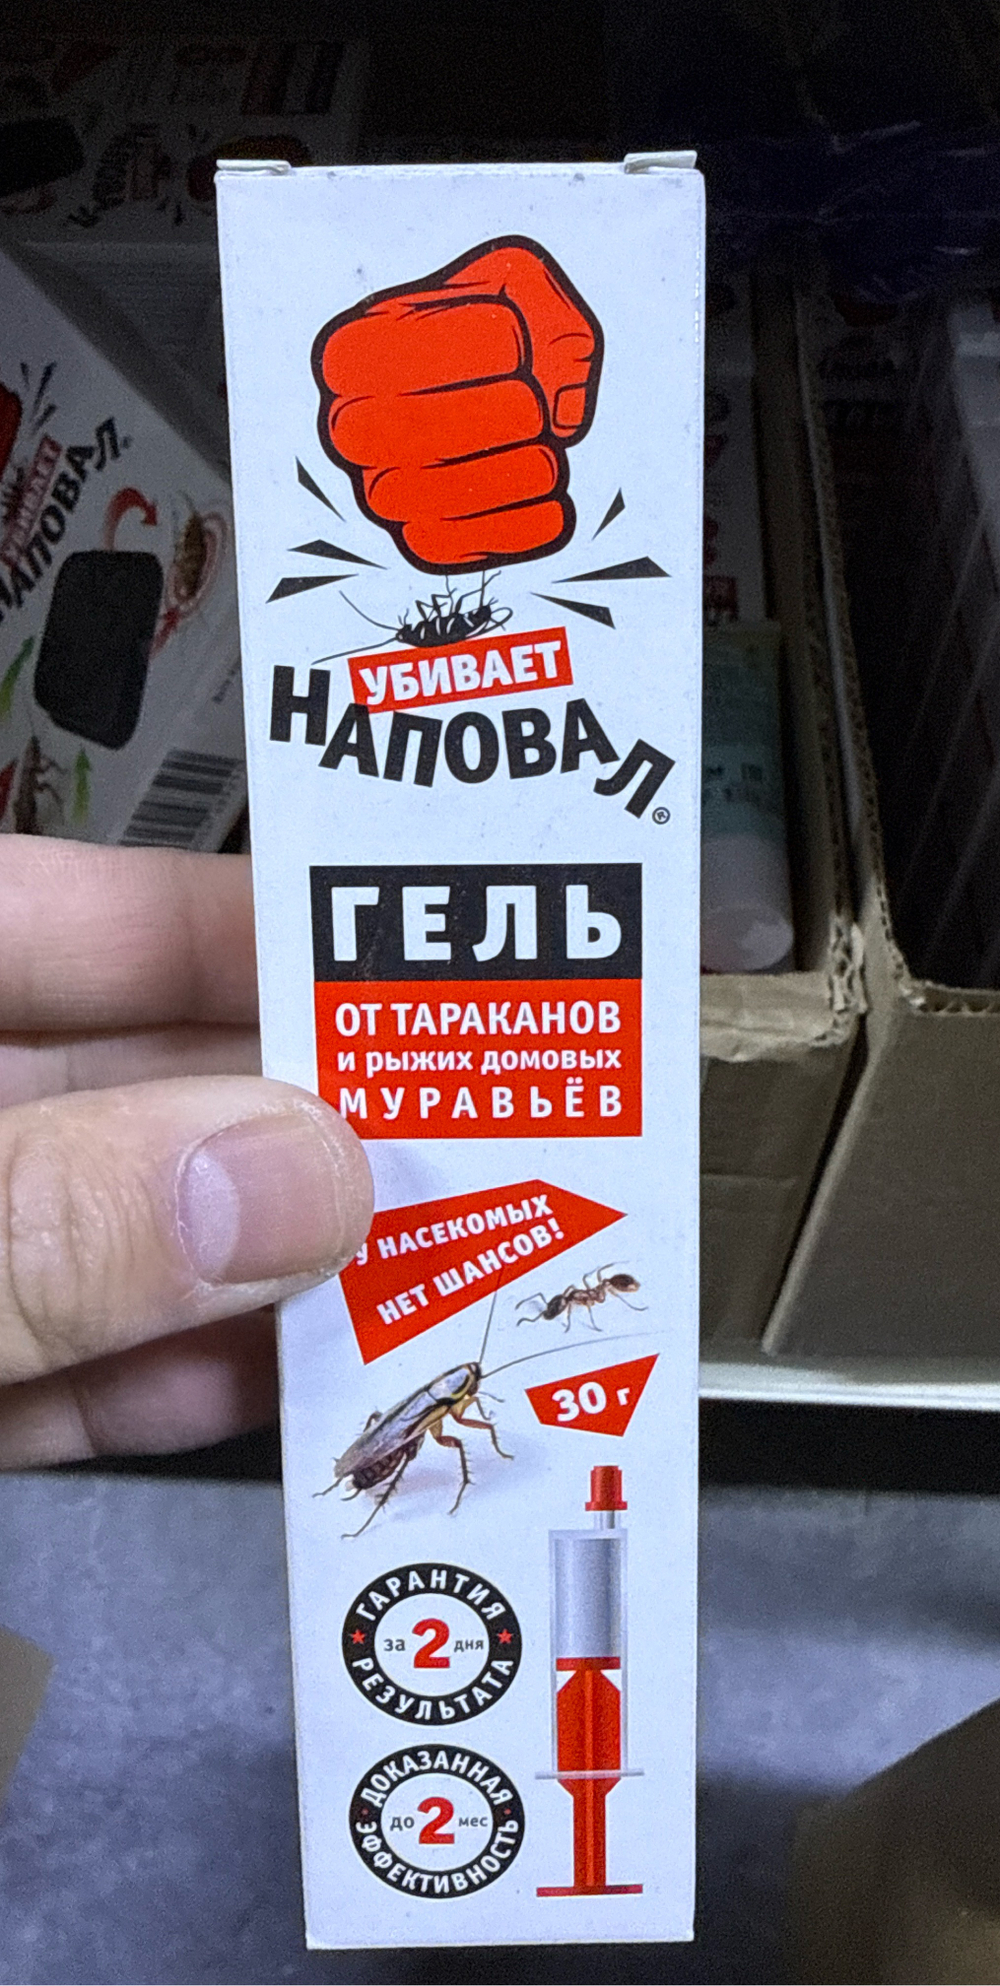 УБИВАЕТ
НАПОВАЛ®
ГЕЛЬ
ОТ ТАРАКАНОВ
и рыжих домовых
МУРАВЬЁВ
У НАСЕКОМЫХ
НЕТ ШАНСОВ!
30 г
ГАРАНТИЯ
за 2 дня
РЕЗУЛЬТАТА
ДОКАЗАННАЯ
до 2 мес
ЭФФЕКТИВНОСТЬ
НАПОВАЛ